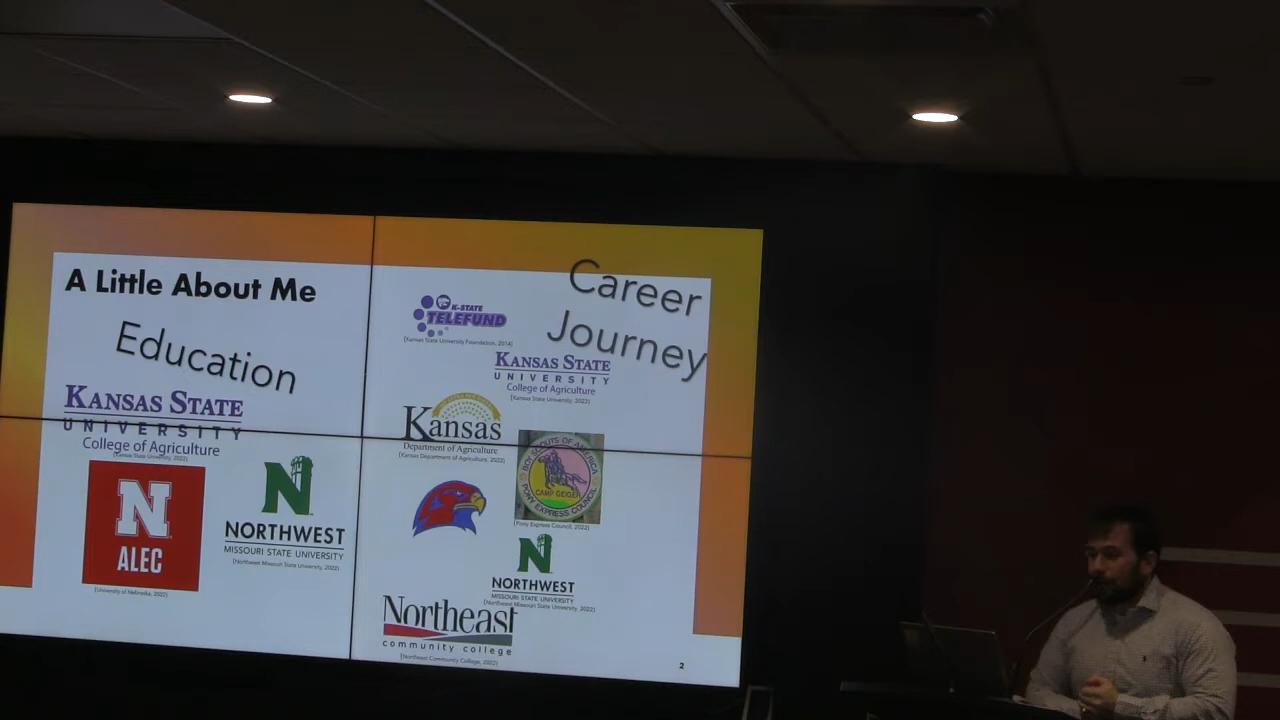 A Little About Me
Education
KANSAS STATE
UNIVERSITY
College of Agriculture
(Kansas State University, 2022)
N
ALEC
(University of Nebraska, 2022)
N
NORTHWEST
MISSOURI STATE UNIVERSITY
(Northwest Missouri State University, 2022)
Career
Journey
K-STATE
TELEFUND
(Kansas State University Foundation, 2014)
KANSAS STATE
UNIVERSITY
College of Agriculture
(Kansas State University, 2022)
Kansas
Department of Agriculture
(Kansas Department of Agriculture, 2022)
BOY SCOUTS OF AMERICA
CAMP GEIGER
PONY EXPRESS COUNCIL
(Pony Express Council, 2022)
N
NORTHWEST
MISSOURI STATE UNIVERSITY
(Northwest Missouri State University, 2022)
Northeast
community college
(Northeast Community College, 2022)
2